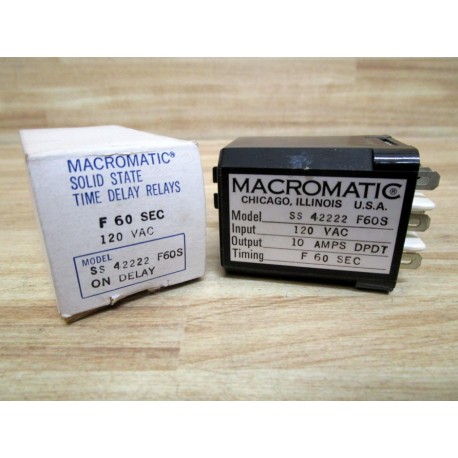 MACROMATIC®
SOLID STATE
TIME DELAY RELAYS
F 60 SEC
120 VAC
MODEL
SS 42222 F60S
ON DELAY
MACROMATIC®
CHICAGO, ILLINOIS U.S.A.
Model SS 42222 F60S
Input 120 VAC
Output 10 AMPS DPDT
Timing F 60 SEC